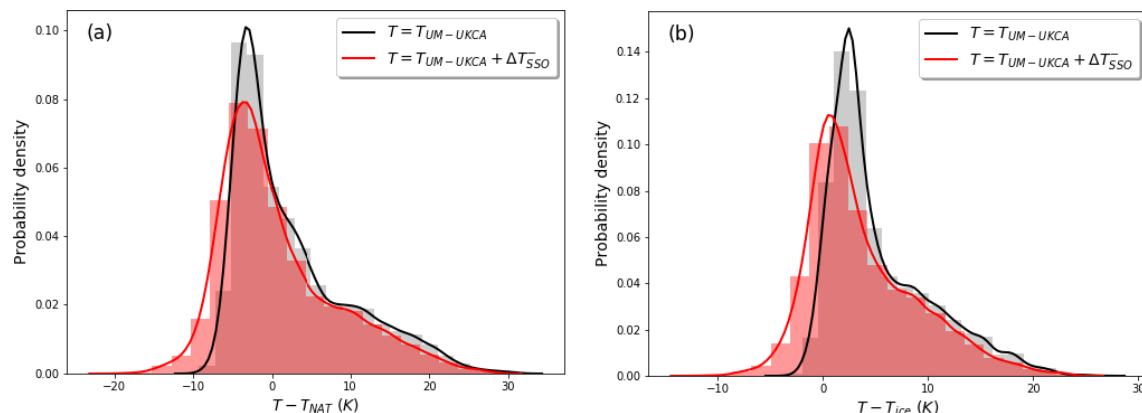 (a)
T = T_{UM-UKCA}
T = T_{UM-UKCA} + ΔT^-_{SSO}
Probability density
0.10
0.08
0.06
0.04
0.02
0.00
−20 −10 0 10 20 30
T − T_{NAT} (K)
(b)
T = T_{UM-UKCA}
T = T_{UM-UKCA} + ΔT^-_{SSO}
Probability density
0.14
0.12
0.10
0.08
0.06
0.04
0.02
0.00
−10 0 10 20 30
T − T_{ice} (K)